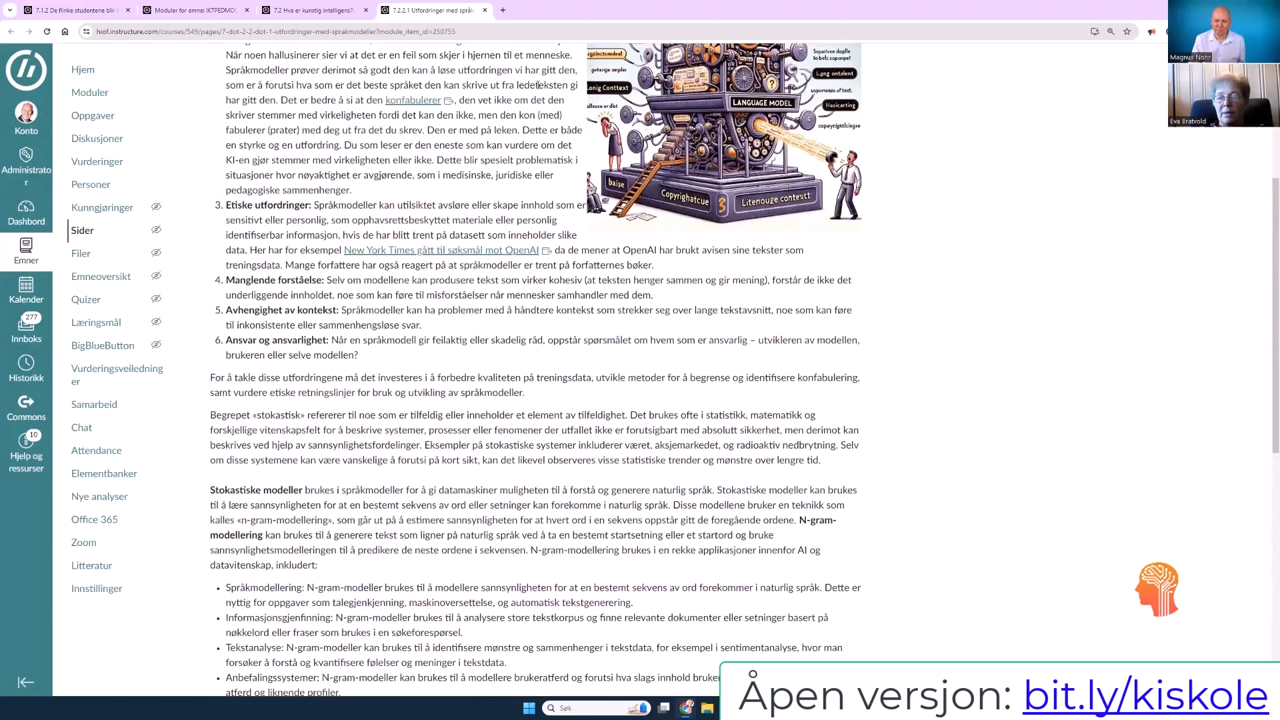 7.1.2 De flinke studentene blir
Moduler for emne: IKTPEDMO
7.2 Hva er kunstig intelligens?:
7.2.2.1 Utfordringer med språk
hiof.instructure.com/courses/549/pages/7-dot-2-2-dot-1-utfordringer-med-sprakmodeller?module_item_id=250755
Magnus Nohr
Eva Bratvold
Konto
Administrato
r
Dashbord
Emner
Kalender
277
Innboks
Historikk
Commons
10
Hjelp og
ressurser
Hjem
Moduler
Oppgaver
Diskusjoner
Vurderinger
Personer
Kunngjøringer
Sider
Filer
Emneoversikt
Quizer
Læringsmål
BigBlueButton
Vurderingsveiledning
er
Samarbeid
Chat
Attendance
Elementbanker
Nye analyser
Office 365
Zoom
Litteratur
Innstillinger
Når noen hallusinerer sier vi at det er en feil som skjer i hjernen til et menneske.
Språkmodeller prøver derimot så godt den kan å løse utfordringen vi har gitt den,
som er å forutsi hva som er det beste språket den kan skrive ut fra ledeteksten gi
har gitt den. Det er bedre å si at den konfabulerer, den vet ikke om det den
skriver stemmer med virkeligheten fordi det kan den ikke, men den kon (med)
fabulerer (prater) med deg ut fra det du skrev. Den er med på leken. Dette er både
en styrke og en utfordring. Du som leser er den eneste som kan vurdere om det
KI-en gjør stemmer med virkeligheten eller ikke. Dette blir spesielt problematisk i
situasjoner hvor nøyaktighet er avgjørende, som i medisinske, juridiske eller
pedagogiske sammenhenger.
3. Etiske utfordringer: Språkmodeller kan utilsiktet avsløre eller skape innhold som er
sensitivt eller personlig, som opphavsrettsbeskyttet materiale eller personlig
identifiserbar informasjon, hvis de har blitt trent på datasett som inneholder slike
data. Her har for eksempel New York Times gått til søksmål mot OpenAI da de mener at OpenAI har brukt avisen sine tekster som
treningsdata. Mange forfattere har også reagert på at språkmodeller er trent på forfatternes bøker.
4. Manglende forståelse: Selv om modellene kan produsere tekst som virker kohesiv (at teksten henger sammen og gir mening), forstår de ikke det
underliggende innholdet, noe som kan føre til misforståelser når mennesker samhandler med dem.
5. Avhengighet av kontekst: Språkmodeller kan ha problemer med å håndtere kontekst som strekker seg over lange tekstavsnitt, noe som kan føre
til inkonsistente eller sammenhengsløse svar.
6. Ansvar og ansvarlighet: Når en språkmodell gir feilaktig eller skadelig råd, oppstår spørsmålet om hvem som er ansvarlig – utvikleren av modellen,
brukeren eller selve modellen?
For å takle disse utfordringene må det investeres i å forbedre kvaliteten på treningsdata, utvikle metoder for å begrense og identifisere konfabulering,
samt vurdere etiske retningslinjer for bruk og utvikling av språkmodeller.
Begrepet «stokastisk» refererer til noe som er tilfeldig eller inneholder et element av tilfeldighet. Det brukes ofte i statistikk, matematikk og
forskjellige vitenskapsfelt for å beskrive systemer, prosesser eller fenomener der utfallet ikke er forutsigbart med absolutt sikkerhet, men derimot kan
beskrives ved hjelp av sannsynlighetsfordelinger. Eksempler på stokastiske systemer inkluderer været, aksjemarkedet, og radioaktiv nedbrytning. Selv
om disse systemene kan være vanskelige å forutsi på kort sikt, kan det likevel observeres visse statistiske trender og mønstre over lengre tid.
Stokastiske modeller brukes i språkmodeller for å gi datamaskiner muligheten til å forstå og generere naturlig språk. Stokastiske modeller kan brukes
til å lære sannsynligheten for at en bestemt sekvens av ord eller setninger kan forekomme i naturlig språk. Disse modellene bruker en teknikk som
kalles «n-gram-modellering», som går ut på å estimere sannsynligheten for at hvert ord i en sekvens oppstår gitt de foregående ordene. N-gram-
modellering kan brukes til å generere tekst som ligner på naturlig språk ved å ta en bestemt startsetning eller et startord og bruke
sannsynlighetsmodelleringen til å predikere de neste ordene i sekvensen. N-gram-modellering brukes i en rekke applikasjoner innenfor AI og
datavitenskap, inkludert:
• Språkmodellering: N-gram-modeller brukes til å modellere sannsynligheten for at en bestemt sekvens av ord forekommer i naturlig språk. Dette er
nyttig for oppgaver som talegjenkjenning, maskinoversettelse, og automatisk tekstgenerering.
• Informasjonsgjenfinning: N-gram-modeller brukes til å analysere store tekstkorpus og finne relevante dokumenter eller setninger basert på
nøkkelord eller fraser som brukes i en søkeforespørsel.
• Tekstanalyse: N-gram-modeller kan brukes til å identifisere mønstre og sammenhenger i tekstdata, for eksempel i sentimentanalyse, hvor man
forsøker å forstå og kvantifisere følelser og meninger i tekstdata.
• Anbefalingssystemer: N-gram-modeller kan brukes til å modellere brukeratferd og forutsi hva slags innhold bruker
atferd og liknende profiler.
LANGUAGE MODEL
Long Conttext
Long ontalent
Hasicarting
baise
Copyrightcue
Litenouge contextt
Søk
Åpen versjon: bit.ly/kiskole